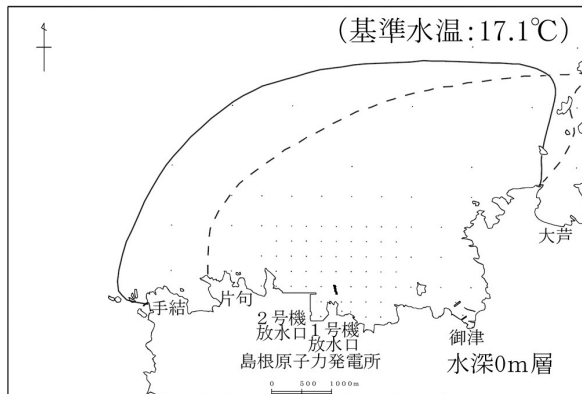 (基準水温:17.1℃)
大芦
手結
片句
2号機
放水口
1号機
放水口
御津
島根原子力発電所
水深0m層
0 500 1000m